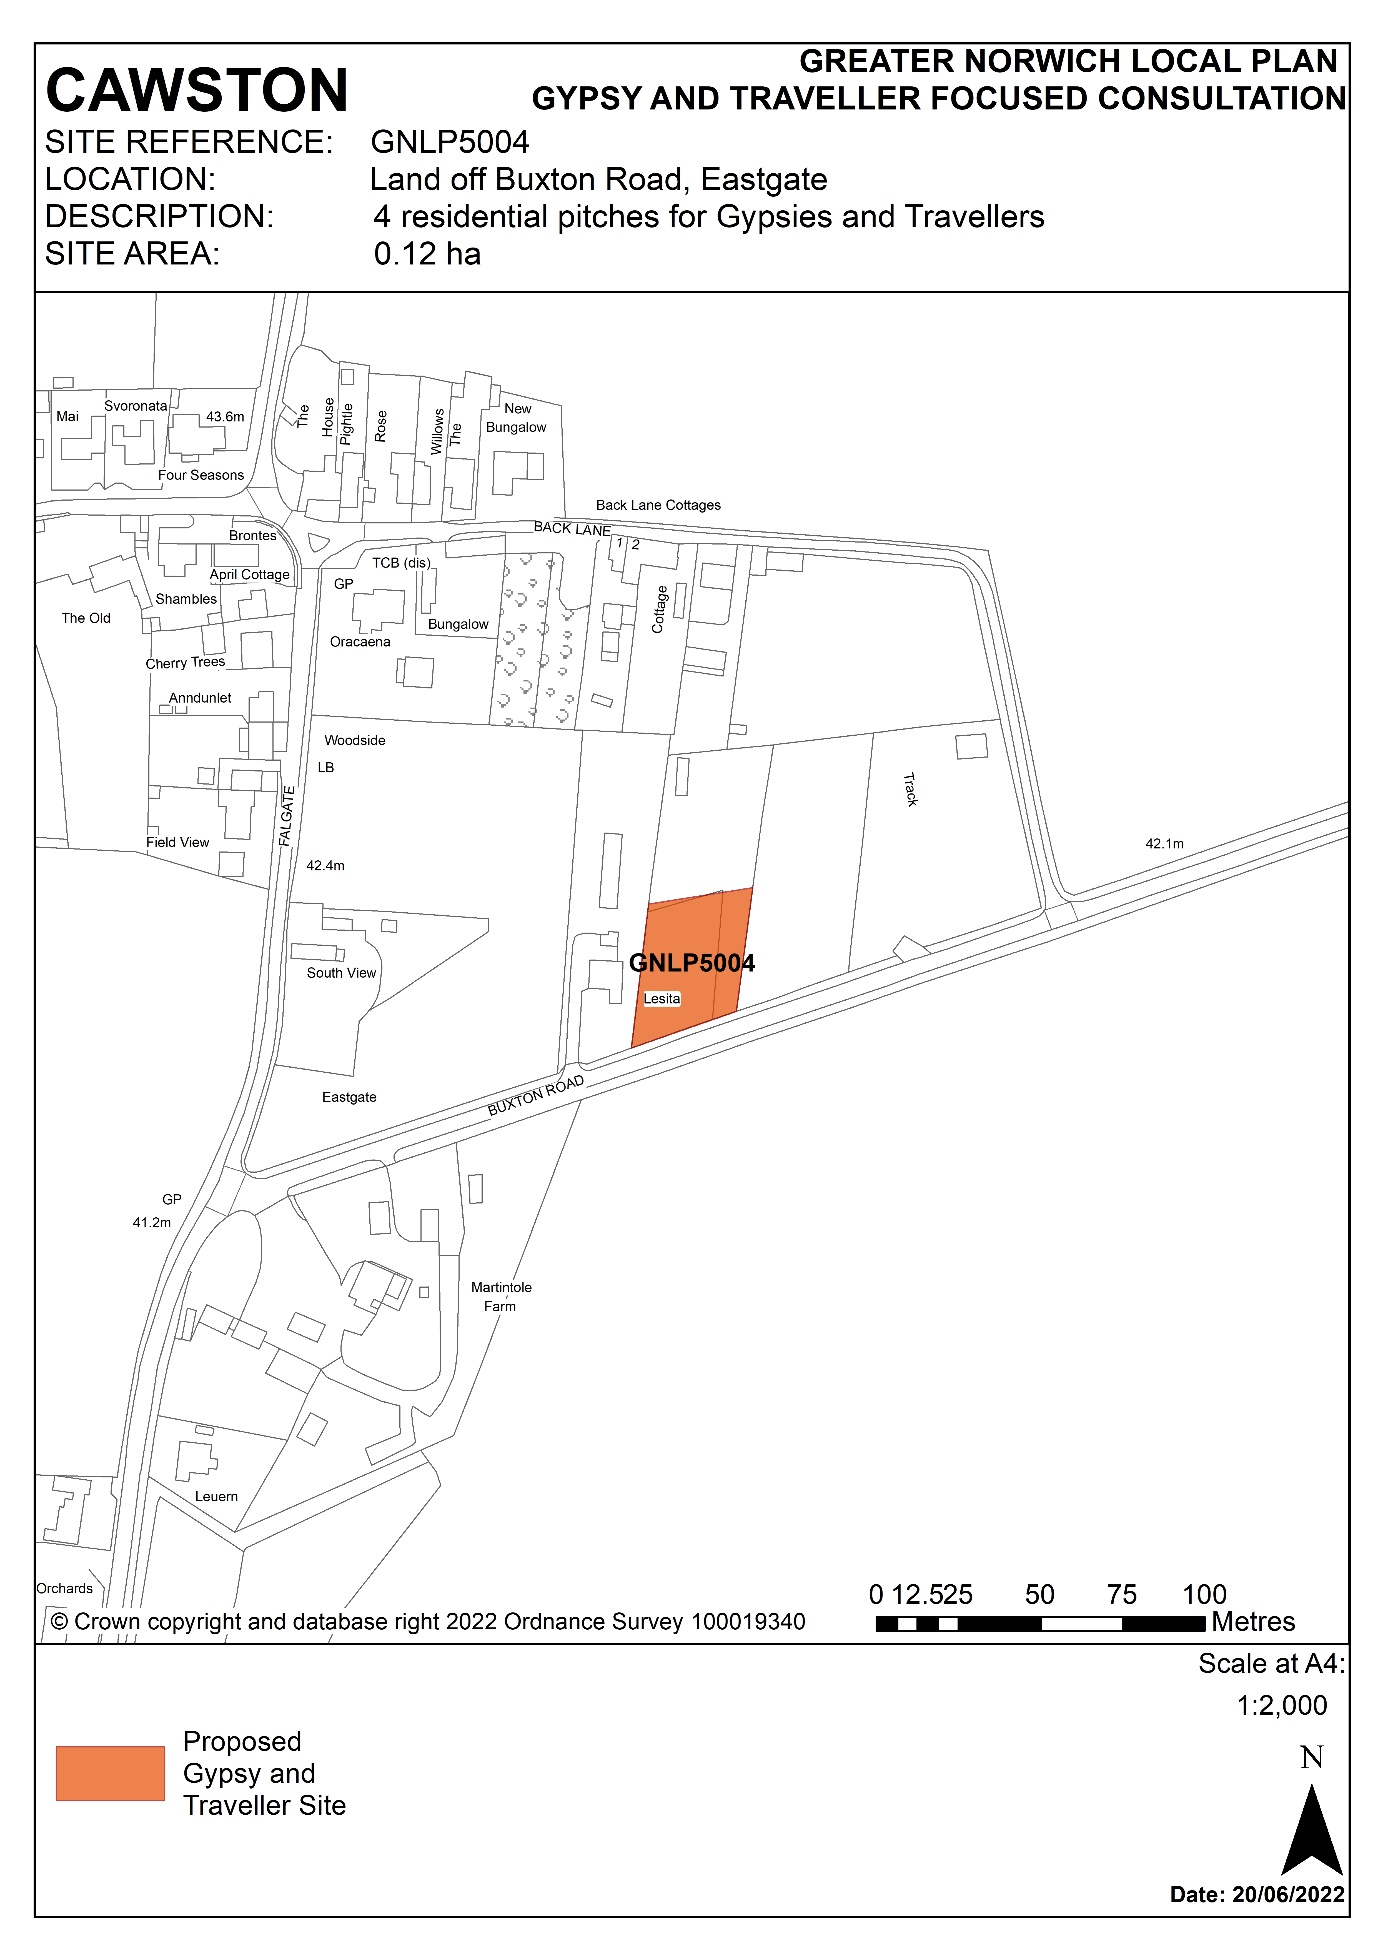 GREATER NORWICH LOCAL PLAN
CAWSTON
GYPSY AND TRAVELLER FOCUSED CONSULTATION
SITE REFERENCE: GNLP5004
LOCATION: Land off Buxton Road, Eastgate
DESCRIPTION: 4 residential pitches for Gypsies and Travellers
SITE AREA: 0.12 ha
Mai
Svoronata
43.6m
Four Seasons
The
House
Pightle
Rose
Willows
The
New
Bungalow
Back Lane Cottages
BACK LANE
1
2
Brontes
April Cottage
Shambles
The Old
Cherry Trees
Anndunlet
TCB (dis)
GP
Bungalow
Oracaena
Cottage
Woodside
LB
FALGATE
Field View
42.4m
Track
42.1m
South View
GNLP5004
Lesita
Eastgate
BUXTON ROAD
GP
41.2m
Martintole
Farm
Leuern
Orchards
0 12.525 50 75 100
Metres
© Crown copyright and database right 2022 Ordnance Survey 100019340
Scale at A4:
1:2,000
Proposed
Gypsy and
Traveller Site
N
Date: 20/06/2022